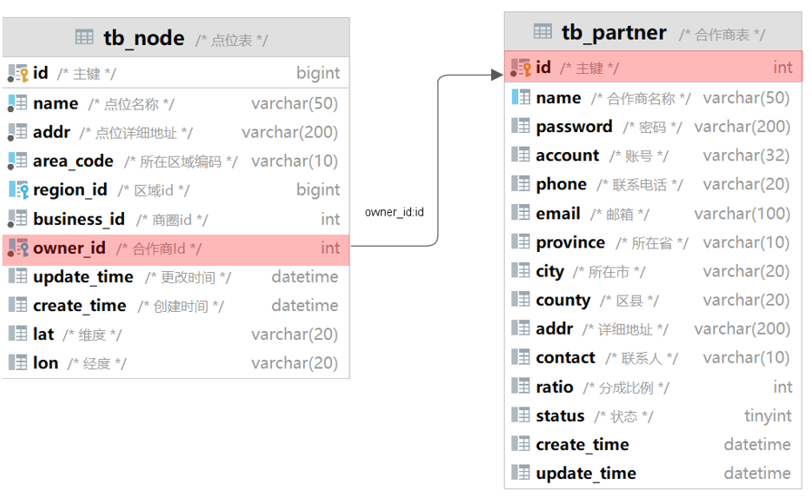 tb_node /* 点位表 */
id /* 主键 */ bigint
name /* 点位名称 */ varchar(50)
addr /* 点位详细地址 */ varchar(200)
area_code /* 所在区域编码 */ varchar(10)
region_id /* 区域id */ bigint
business_id /* 商圈id */ int
owner_id /* 合作商Id */ int
update_time /* 更改时间 */ datetime
create_time /* 创建时间 */ datetime
lat /* 维度 */ varchar(20)
lon /* 经度 */ varchar(20)
owner_id:id
tb_partner /* 合作商表 */
id /* 主键 */ int
name /* 合作商名称 */ varchar(50)
password /* 密码 */ varchar(200)
account /* 账号 */ varchar(32)
phone /* 联系电话 */ varchar(20)
email /* 邮箱 */ varchar(100)
province /* 所在省 */ varchar(10)
city /* 所在市 */ varchar(20)
county /* 区县 */ varchar(20)
addr /* 详细地址 */ varchar(200)
contact /* 联系人 */ varchar(10)
ratio /* 分成比例 */ int
status /* 状态 */ tinyint
create_time datetime
update_time datetime